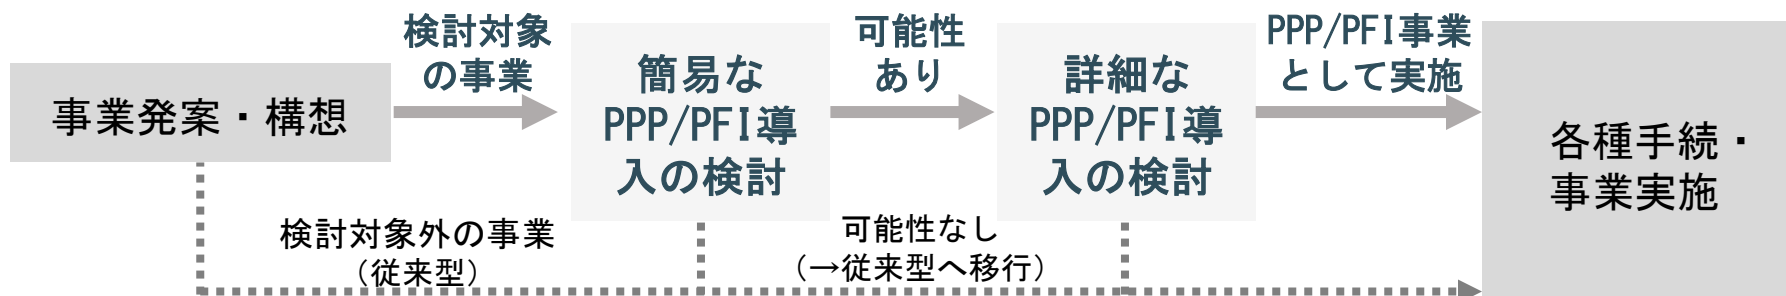 事業発案・構想
検討対象
の事業
簡易な
PPP/PFI導
入の検討
可能性
あり
詳細な
PPP/PFI導
入の検討
PPP/PFI事業
として実施
各種手続・
事業実施
検討対象外の事業
（従来型）
可能性なし
（→従来型へ移行）